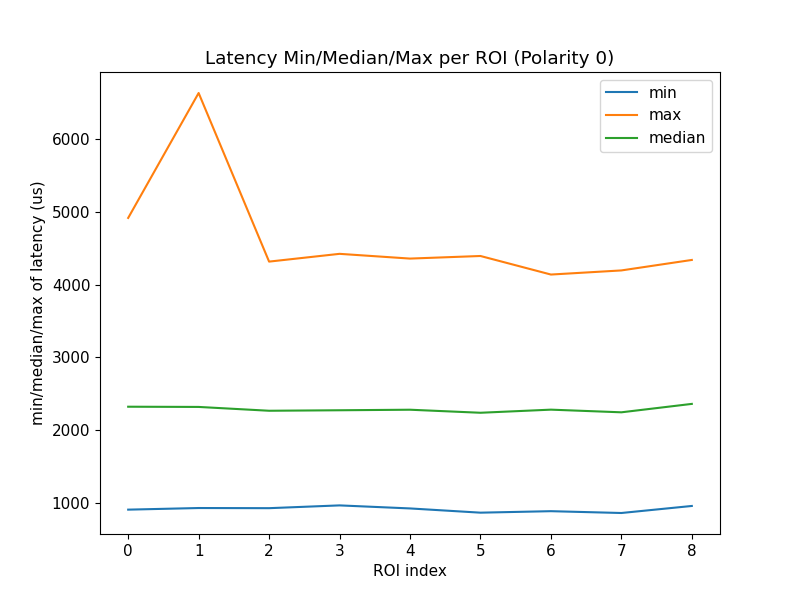 Latency Min/Median/Max per ROI (Polarity 0)
min
max
median
min/median/max of latency (us)
6000
5000
4000
3000
2000
1000
0 1 2 3 4 5 6 7 8
ROI index